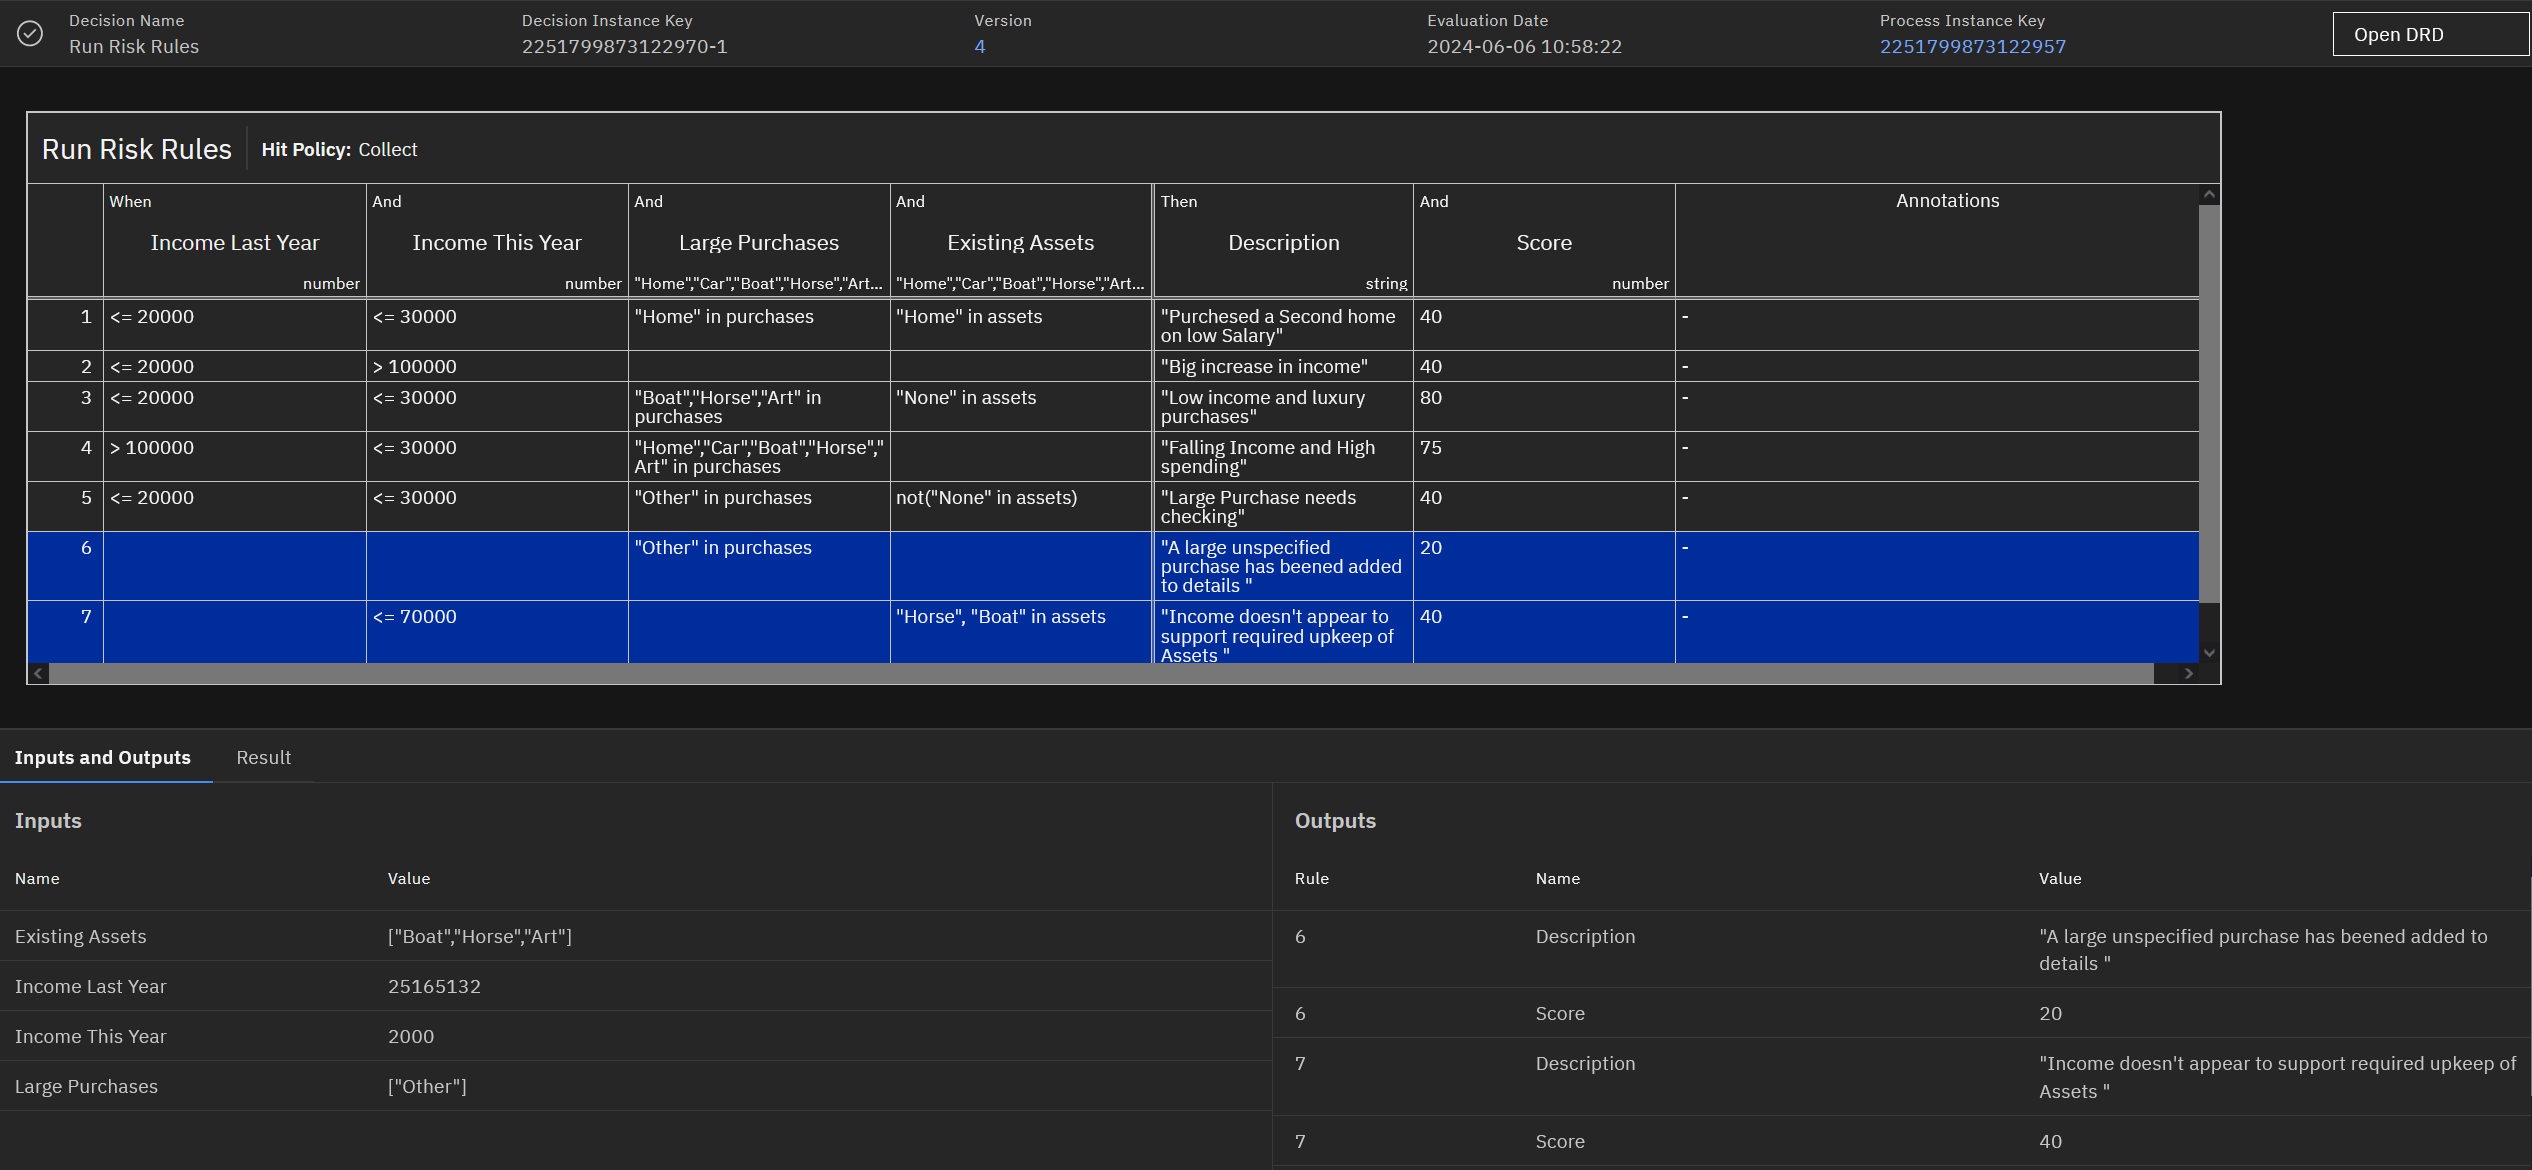 Decision Name
Run Risk Rules
Decision Instance Key
2251799873122970-1
Version
4
Evaluation Date
2024-06-06 10:58:22
Process Instance Key
2251799873122957
Open DRD
Run Risk Rules
Hit Policy: Collect
When
Income Last Year
number
And
Income This Year
number
And
Large Purchases
"Home","Car","Boat","Horse","Art...
And
Existing Assets
"Home","Car","Boat","Horse","Art...
Then
Description
string
And
Score
number
Annotations
1
<= 20000
<= 30000
"Home" in purchases
"Home" in assets
"Purchesed a Second home
on low Salary"
40
-
2
<= 20000
> 100000
"Big increase in income"
40
-
3
<= 20000
<= 30000
"Boat","Horse","Art" in
purchases
"None" in assets
"Low income and luxury
purchases"
80
-
4
> 100000
<= 30000
"Home","Car","Boat","Horse","
Art" in purchases
"Falling Income and High
spending"
75
-
5
<= 20000
<= 30000
"Other" in purchases
not("None" in assets)
"Large Purchase needs
checking"
40
-
6
"Other" in purchases
"A large unspecified
purchase has beened added
to details "
20
-
7
<= 70000
"Horse", "Boat" in assets
"Income doesn't appear to
support required upkeep of
Assets "
40
-
Inputs and Outputs
Result
Inputs
Name
Value
Existing Assets
["Boat","Horse","Art"]
Income Last Year
25165132
Income This Year
2000
Large Purchases
["Other"]
Outputs
Rule
Name
Value
6
Description
"A large unspecified purchase has beened added to
details "
6
Score
20
7
Description
"Income doesn't appear to support required upkeep of
Assets "
7
Score
40